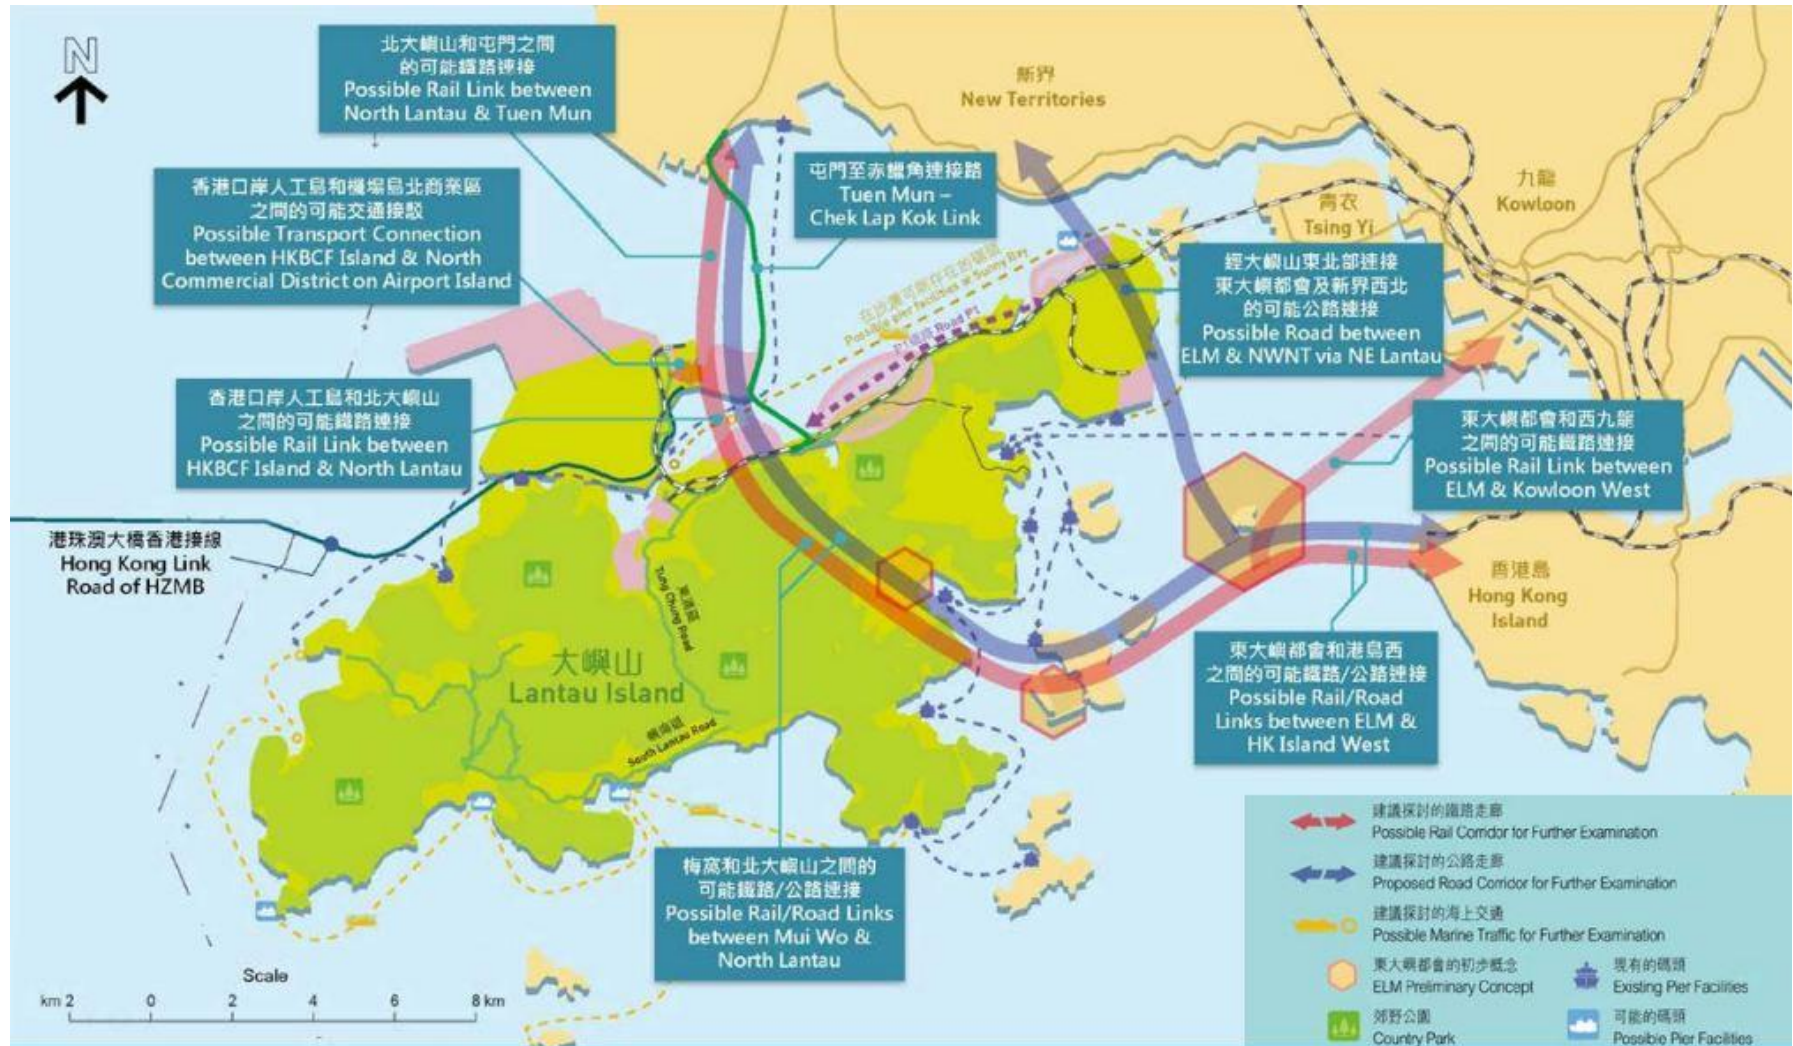 N
北大嶼山和屯門之間
的可能鐵路連接
Possible Rail Link between
North Lantau & Tuen Mun
新界
New Territories
屯門至赤鱲角連接路
Tuen Mun –
Chek Lap Kok Link
香港口岸人工島和機場島北商業區
之間的可能交通接駁
Possible Transport Connection
between HKBCF Island & North
Commercial District on Airport Island
九龍
Kowloon
青衣
Tsing Yi
經大嶼山東北部連接
東大嶼都會及新界西北
的可能公路連接
Possible Road between
ELM & NWNT via NE Lantau
Possible pier facilities at Sunny Bay
P1公路 Road P1
香港口岸人工島和北大嶼山
之間的可能鐵路連接
Possible Rail Link between
HKBCF Island & North Lantau
東大嶼都會和西九龍
之間的可能鐵路連接
Possible Rail Link between
ELM & Kowloon West
港珠澳大橋香港接線
Hong Kong Link
Road of HZMB
東涌道
Tung Chung Road
香港島
Hong Kong
Island
大嶼山
Lantau Island
嶼南道
South Lantau Road
東大嶼都會和港島西
之間的可能鐵路/公路連接
Possible Rail/Road
Links between ELM &
HK Island West
梅窩和北大嶼山之間的
可能鐵路/公路連接
Possible Rail/Road Links
between Mui Wo &
North Lantau
建議探討的鐵路走廊
Possible Rail Corridor for Further Examination
建議探討的公路走廊
Proposed Road Corridor for Further Examination
建議探討的海上交通
Possible Marine Traffic for Further Examination
東大嶼都會的初步概念
ELM Preliminary Concept
現有的碼頭
Existing Pier Facilities
郊野公園
Country Park
可能的碼頭
Possible Pier Facilities
Scale
km 2 0 2 4 6 8 km